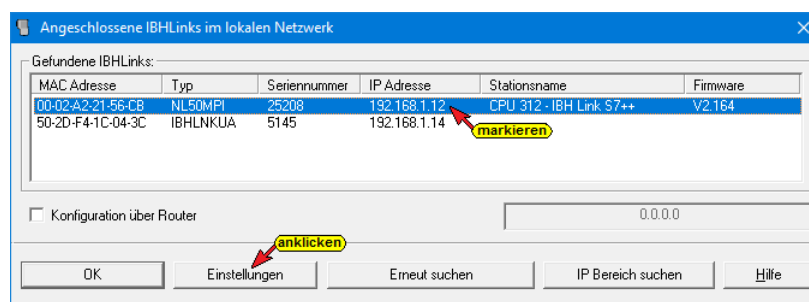 Angeschlossene IBHLinks im lokalen Netzwerk
Gefundene IBHLinks:
MAC Adresse Typ Seriennummer IP Adresse Stationsname Firmware
00-02-A2-21-56-CB NL50MPI 25208 192.168.1.12 CPU 312 - IBH Link S7++ V2.164
50-2D-F4-1C-04-3C IBHLNKUA 5145 192.168.1.14
markieren
Konfiguration über Router 0.0.0.0
anklicken
OK Einstellungen Erneut suchen IP Bereich suchen Hilfe